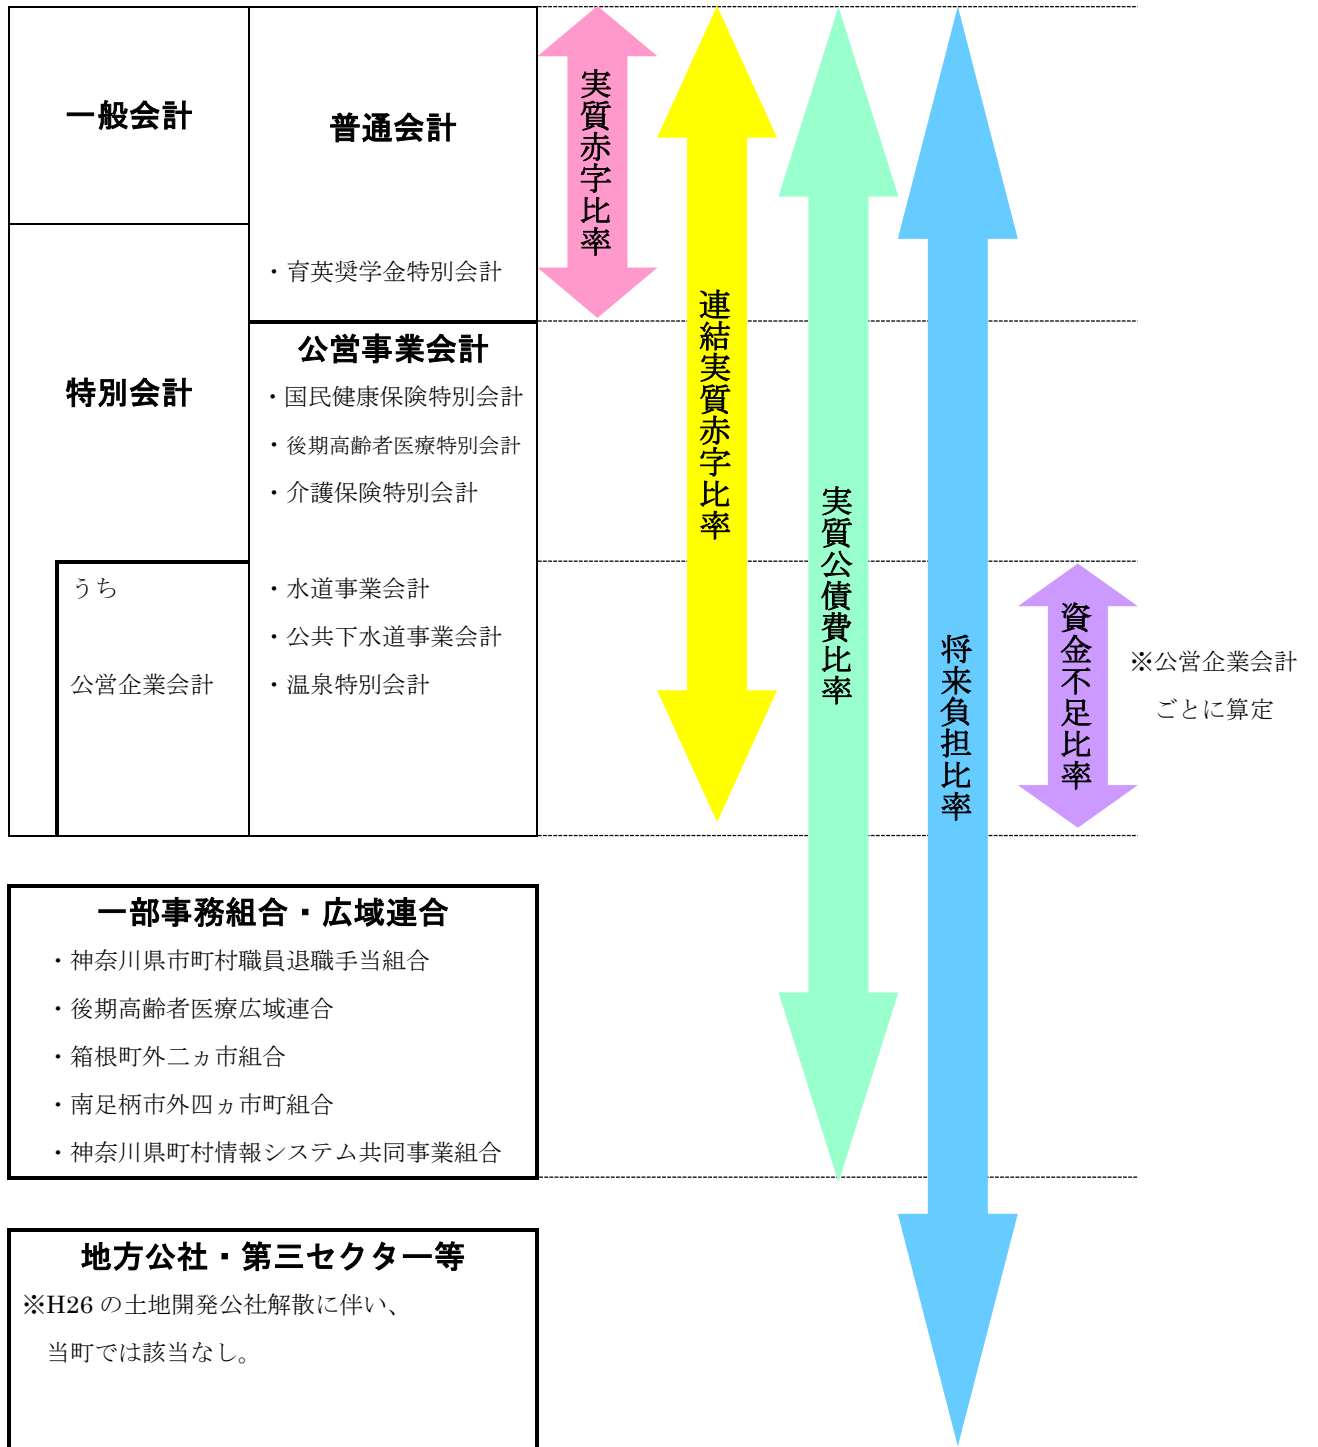 一般会計
普通会計
・育英奨学金特別会計
特別会計
公営事業会計
・国民健康保険特別会計
・後期高齢者医療特別会計
・介護保険特別会計
うち
公営企業会計
・水道事業会計
・公共下水道事業会計
・温泉特別会計
実質赤字比率
連結実質赤字比率
実質公債費比率
将来負担比率
資金不足比率
※公営企業会計
ごとに算定
一部事務組合・広域連合
・神奈川県市町村職員退職手当組合
・後期高齢者医療広域連合
・箱根町外二ヵ市組合
・南足柄市外四ヵ市町組合
・神奈川県町村情報システム共同事業組合
地方公社・第三セクター等
※H26 の土地開発公社解散に伴い、
当町では該当なし。